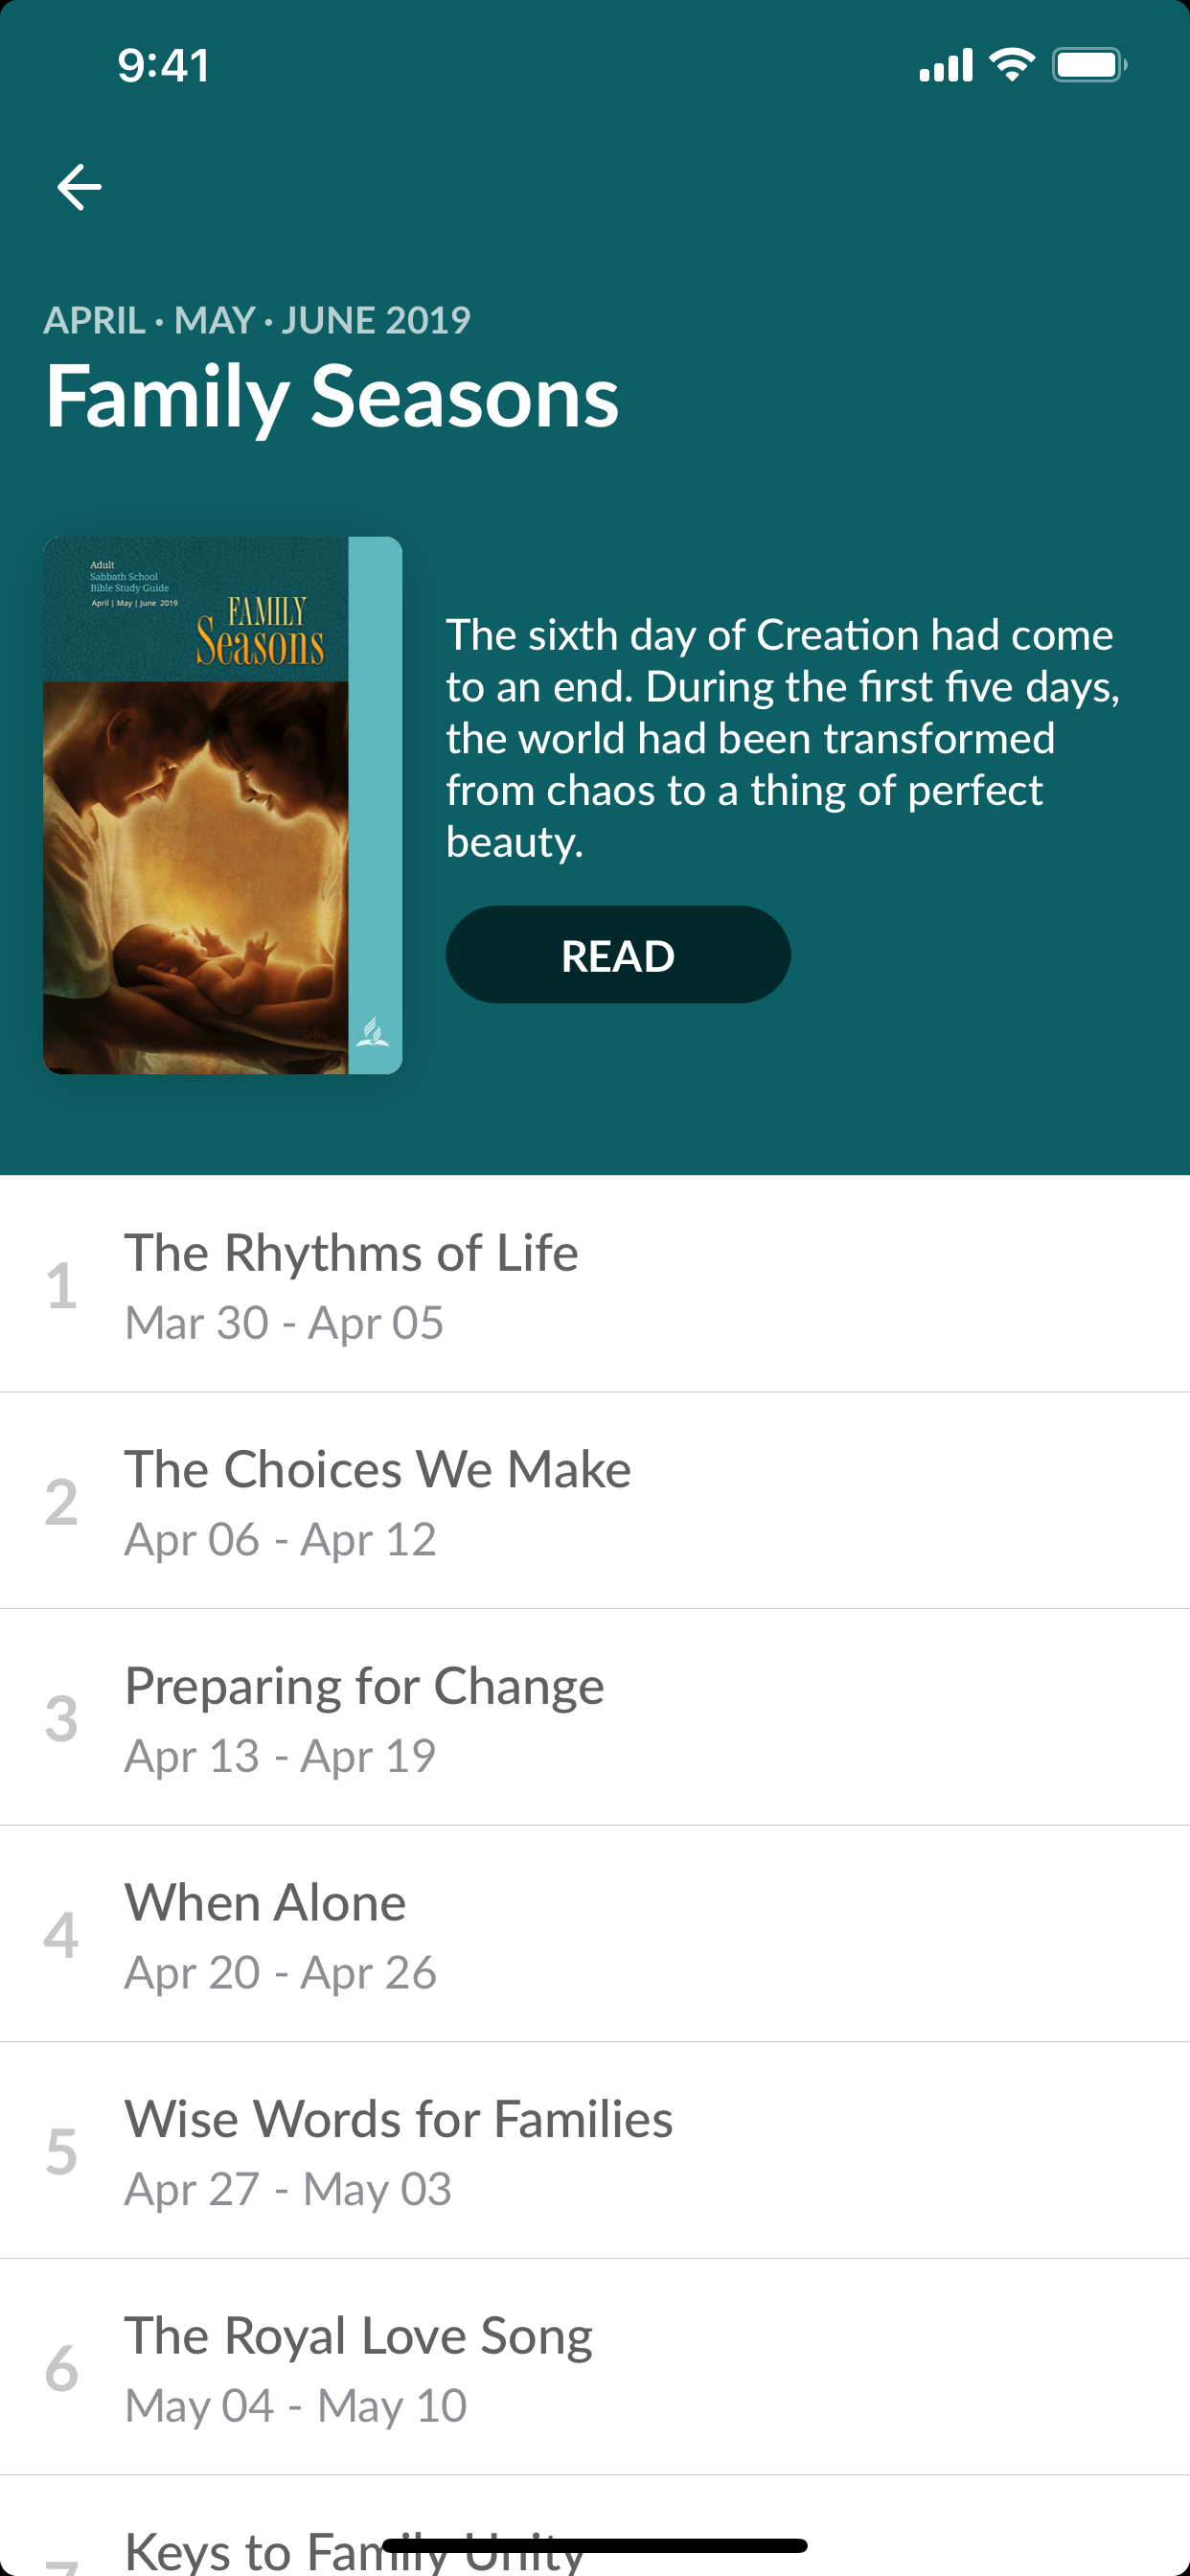 9:41
APRIL · MAY · JUNE 2019
Family Seasons
Adult
Sabbath School
Bible Study Guide
April | May | June 2019
FAMILY
Seasons
The sixth day of Creation had come
to an end. During the first five days,
the world had been transformed
from chaos to a thing of perfect
beauty.
READ
1
The Rhythms of Life
Mar 30 - Apr 05
2
The Choices We Make
Apr 06 - Apr 12
3
Preparing for Change
Apr 13 - Apr 19
4
When Alone
Apr 20 - Apr 26
5
Wise Words for Families
Apr 27 - May 03
6
The Royal Love Song
May 04 - May 10
7
Keys to Family Unity